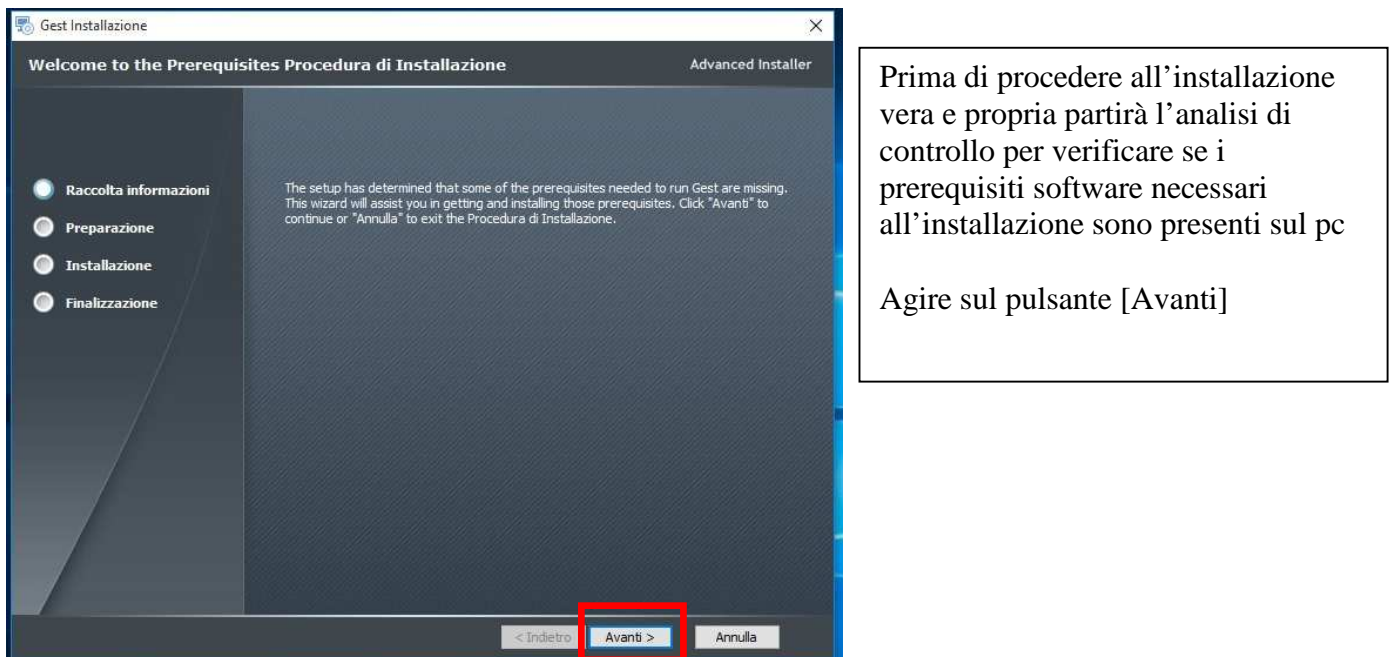 Gest Installazione
Welcome to the Prerequisites Procedura di Installazione
Advanced Installer
Raccolta informazioni
Preparazione
Installazione
Finalizzazione
The setup has determined that some of the prerequisites needed to run Gest are missing.
This wizard will assist you in getting and installing those prerequisites. Click "Avanti" to
continue or "Annulla" to exit the Procedura di Installazione.
< Indietro
Avanti >
Annulla
Prima di procedere all’installazione
vera e propria partirà l’analisi di
controllo per verificare se i
prerequisiti software necessari
all’installazione sono presenti sul pc
Agire sul pulsante [Avanti]